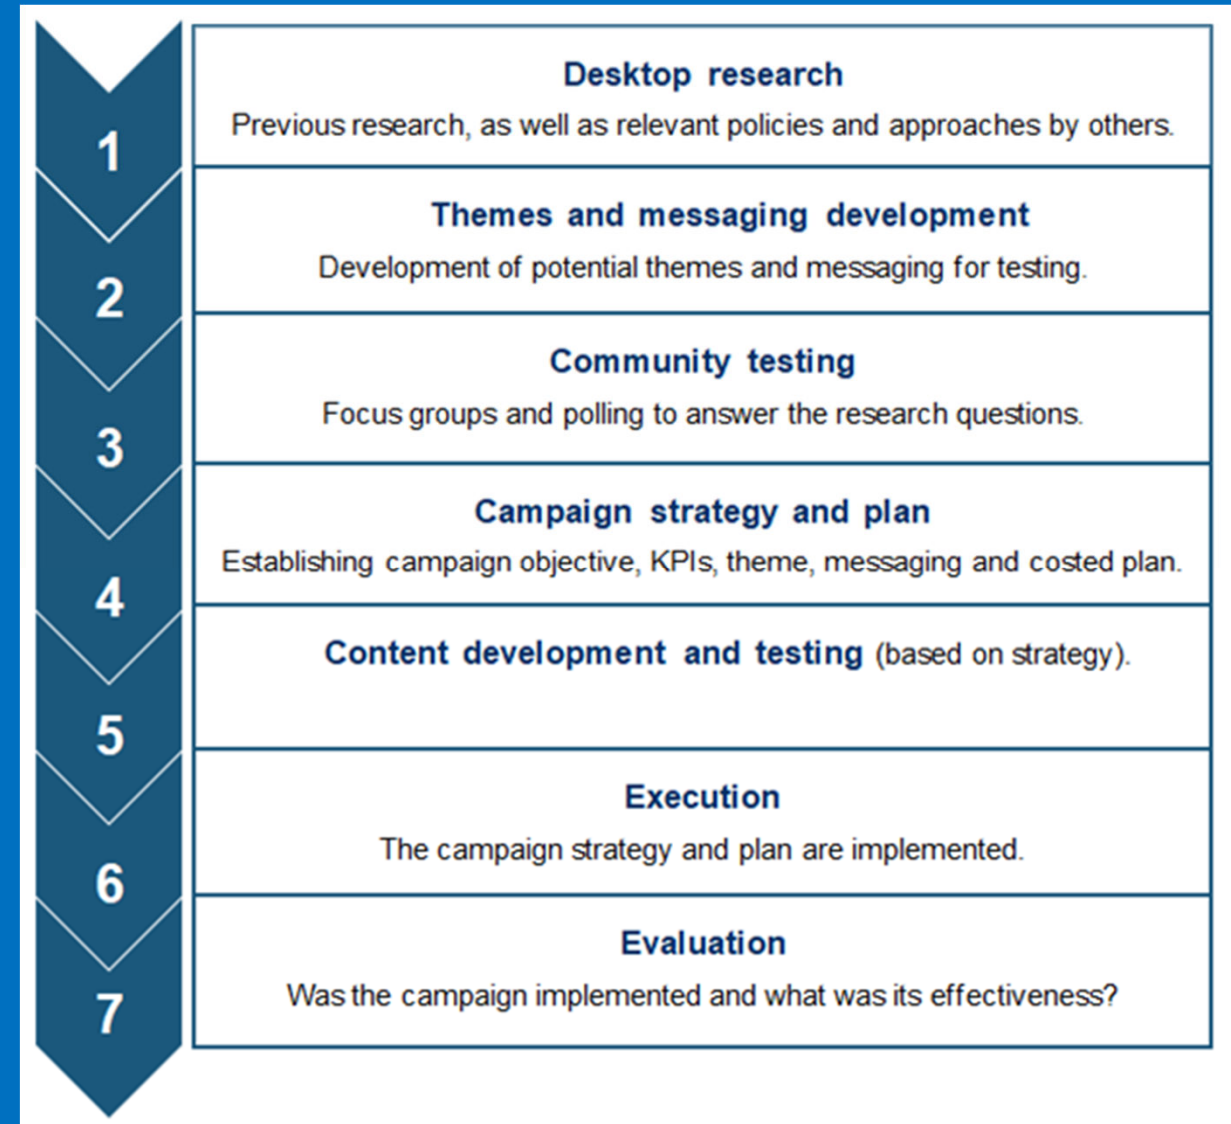 1
Desktop research
Previous research, as well as relevant policies and approaches by others.
2
Themes and messaging development
Development of potential themes and messaging for testing.
3
Community testing
Focus groups and polling to answer the research questions.
4
Campaign strategy and plan
Establishing campaign objective, KPIs, theme, messaging and costed plan.
5
Content development and testing (based on strategy).
6
Execution
The campaign strategy and plan are implemented.
7
Evaluation
Was the campaign implemented and what was its effectiveness?